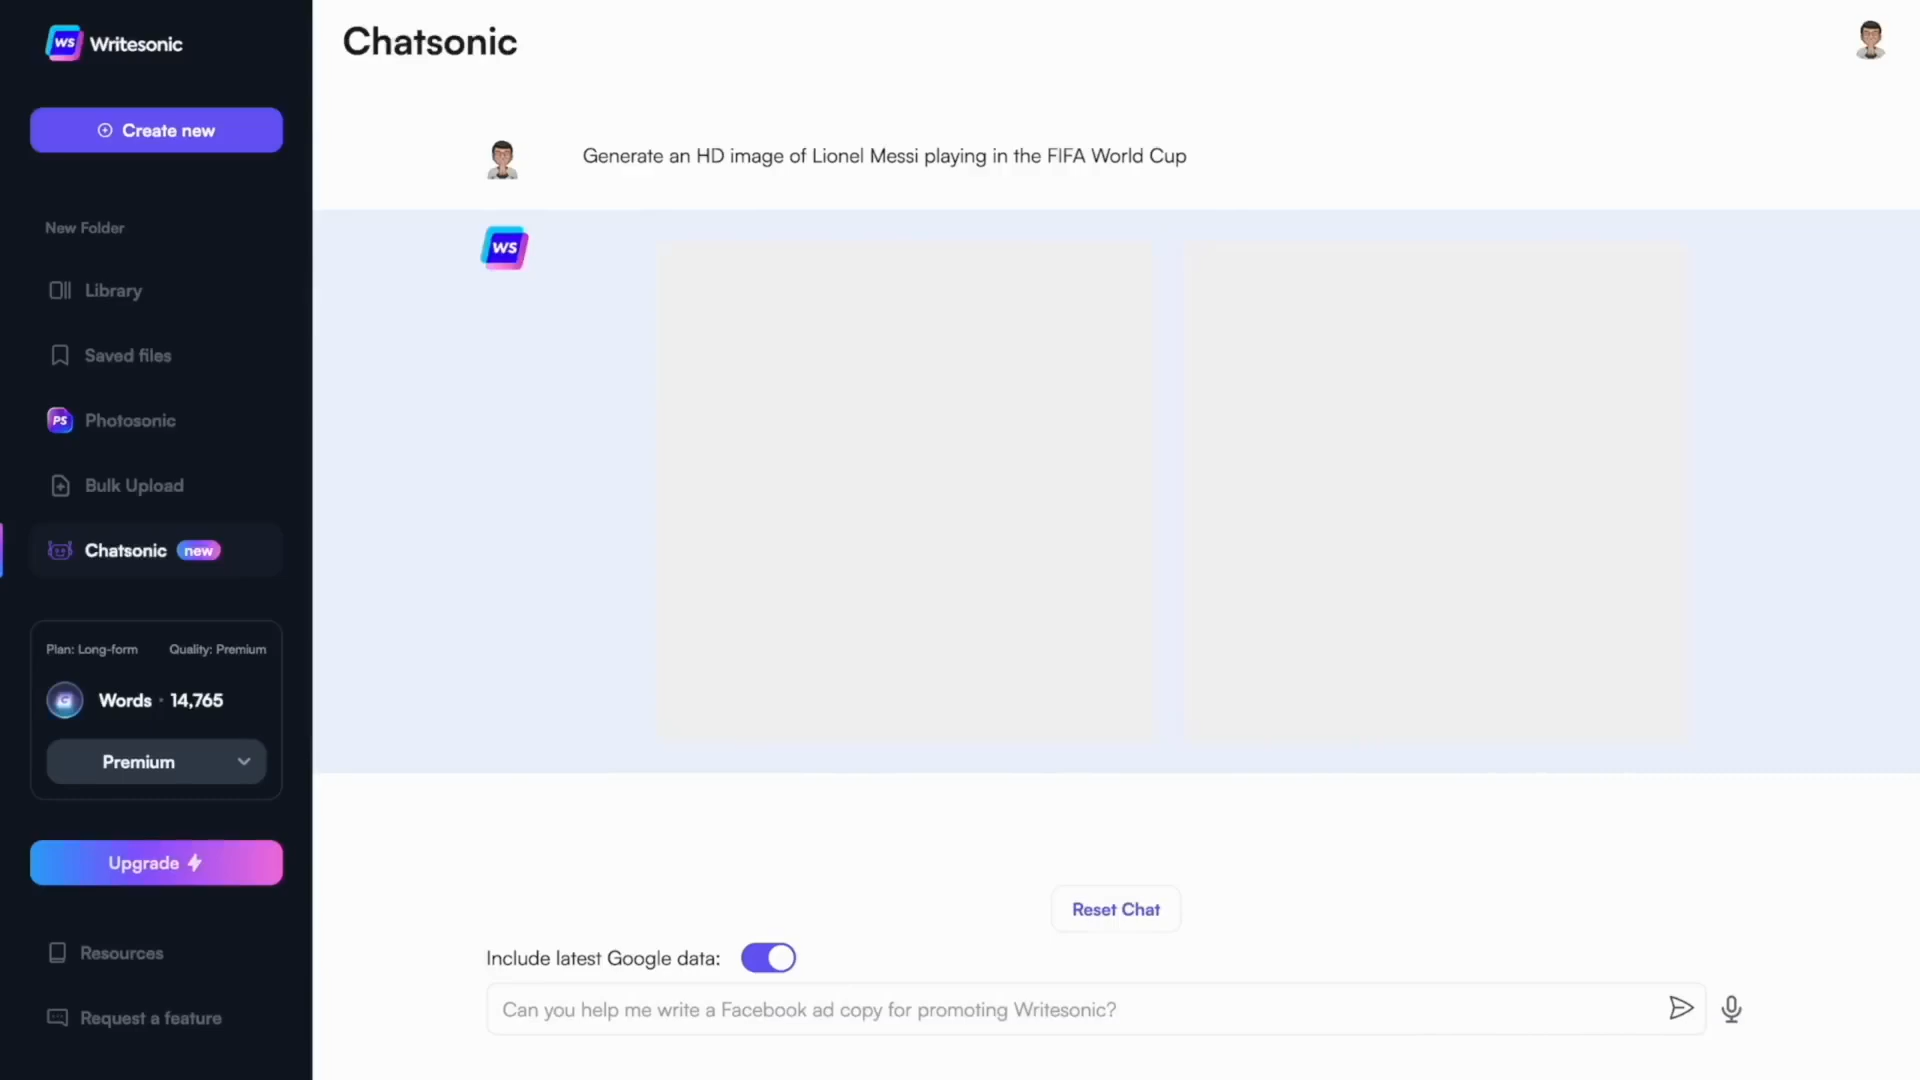 WS Writesonic
Create new
New Folder
Library
Saved files
PS Photosonic
Bulk Upload
Chatsonic new
Plan: Long-form Quality: Premium
G Words · 14,765
Premium
Upgrade
Resources
Request a feature
Chatsonic
Generate an HD image of Lionel Messi playing in the FIFA World Cup
WS
Reset Chat
Include latest Google data:
Can you help me write a Facebook ad copy for promoting Writesonic?